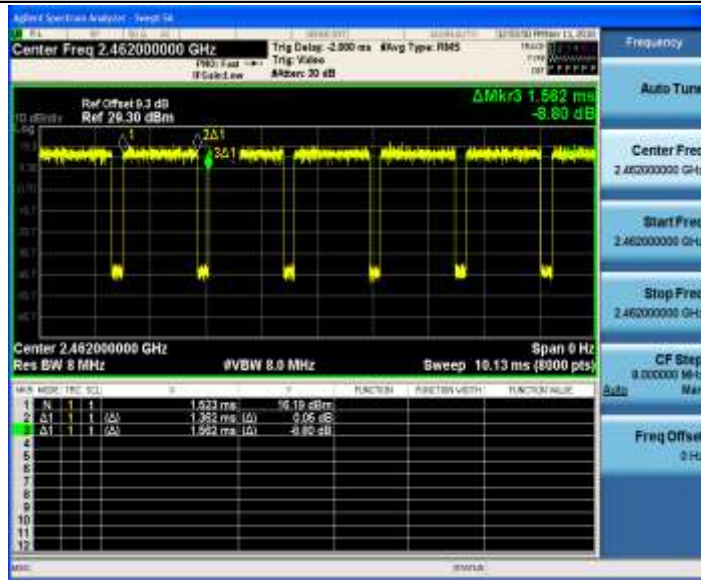 Agilent Spectrum Analyzer - Swept SA
Center Freq 2.462000000 GHz
PNO: Fast
IFGain:Low
Trig Delay: -2.000 ms
Trig: Video
#Atten: 30 dB
#Avg Type: RMS
Frequency
Auto Tune
Center Freq
2.462000000 GHz
Start Freq
2.462000000 GHz
Stop Freq
2.462000000 GHz
CF Step
8.000000 MHz
Auto Man
Freq Offset
0 Hz
ΔMkr3 1.562 ms
-8.80 dB
Ref Offset 9.3 dB
10 dB/div Ref 29.30 dBm
Log
1
2Δ1
3Δ1
Center 2.462000000 GHz
Span 0 Hz
Res BW 8 MHz
#VBW 8.0 MHz
Sweep 10.13 ms (8000 pts)
MKR MODE TRC SCL X Y FUNCTION FUNCTION WIDTH FUNCTION VALUE
1 N 1 t 1.523 ms 16.19 dBm
2 Δ1 1 t (Δ) 1.362 ms (Δ) 0.05 dB
3 Δ1 1 t (Δ) 1.562 ms (Δ) -8.80 dB
4
5
6
7
8
9
10
11
12
MSG
STATUS